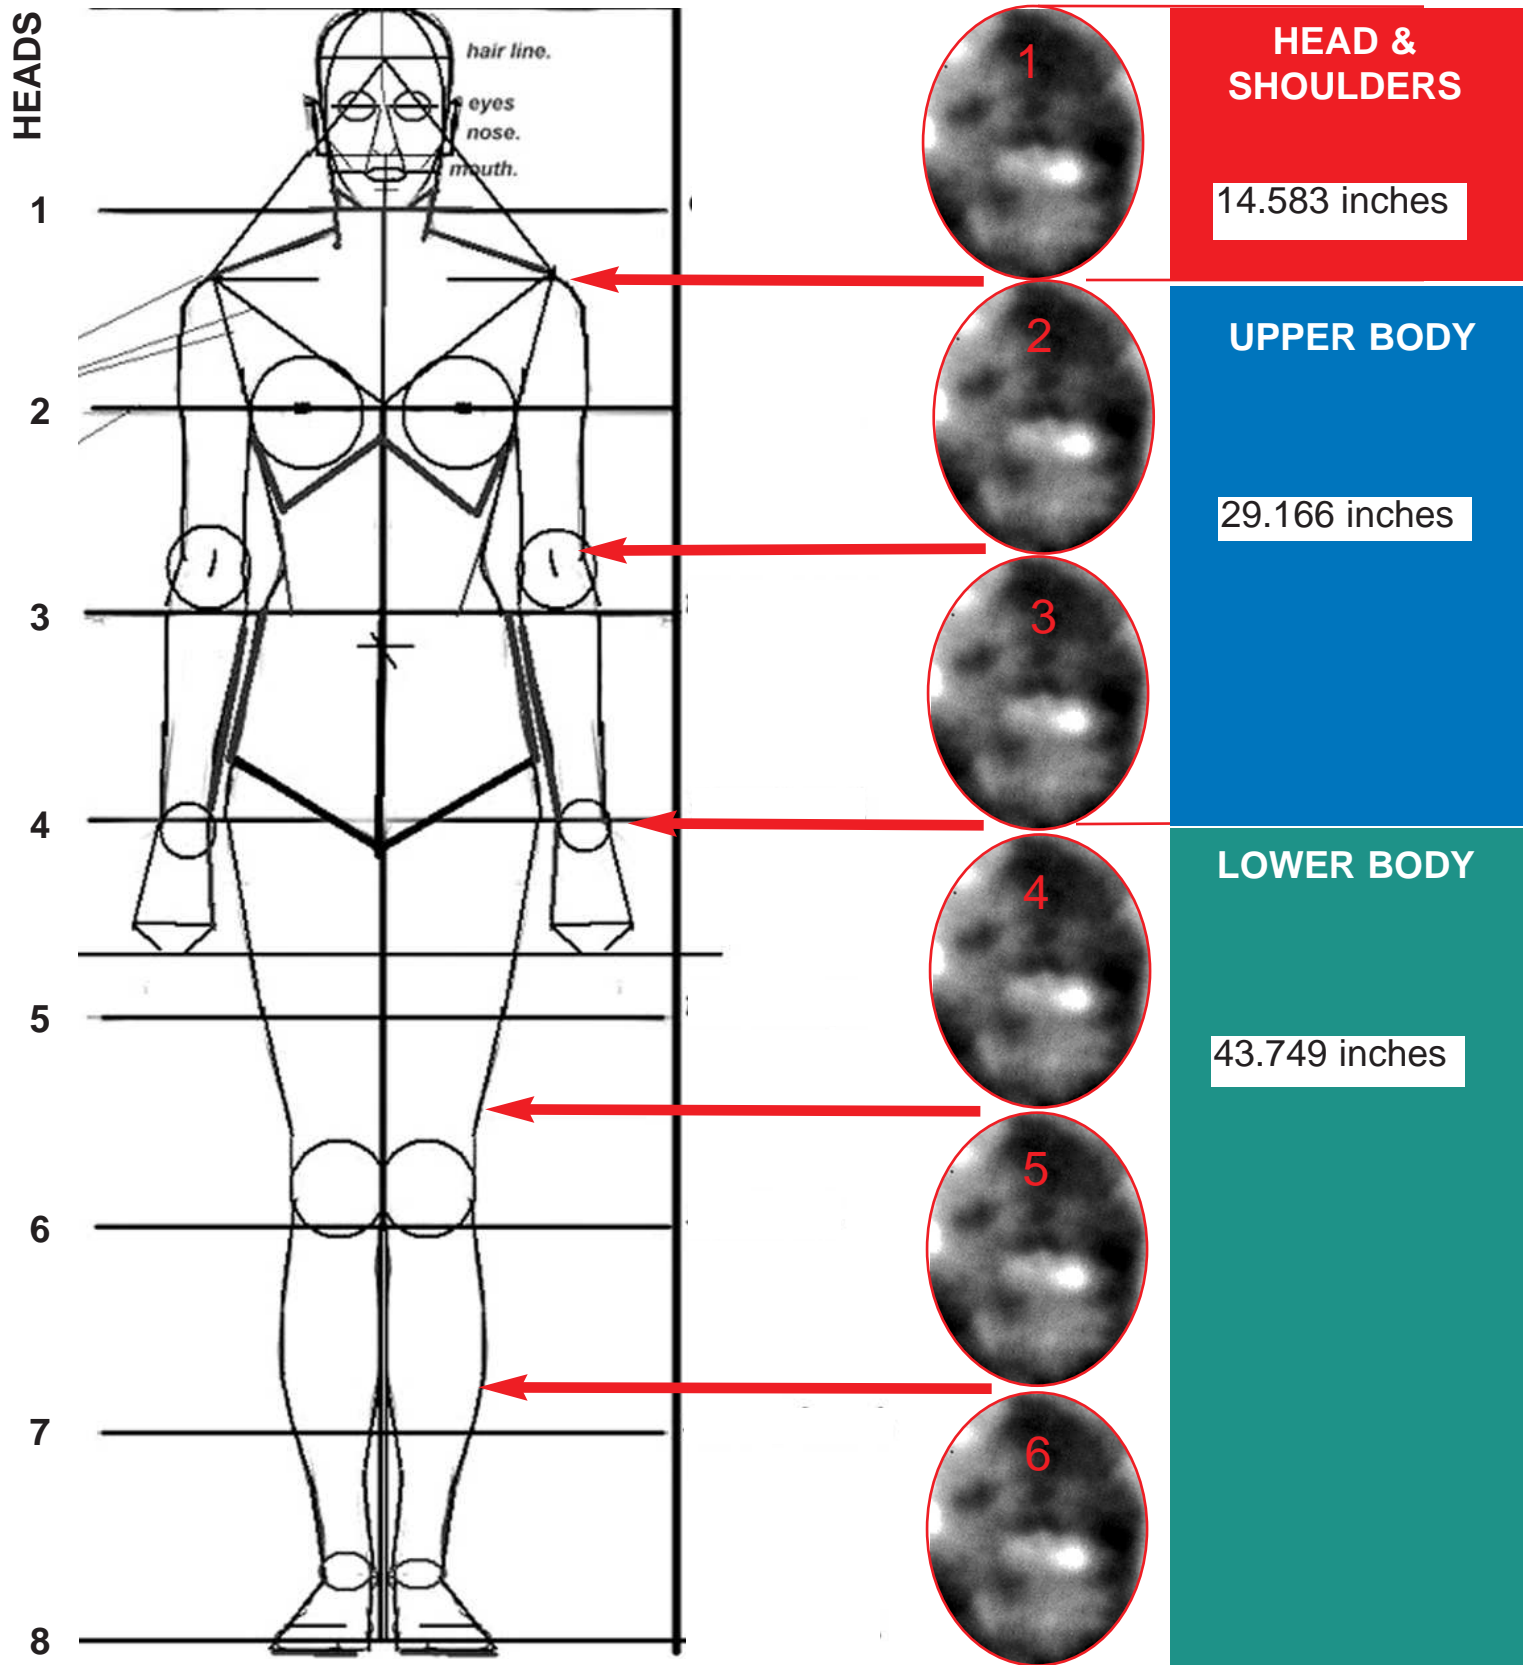 HEADS
hair line.
eyes
nose.
mouth.
1
2
3
4
5
6
7
8
1
2
3
4
5
6
HEAD &
SHOULDERS
14.583 inches
UPPER BODY
29.166 inches
LOWER BODY
43.749 inches